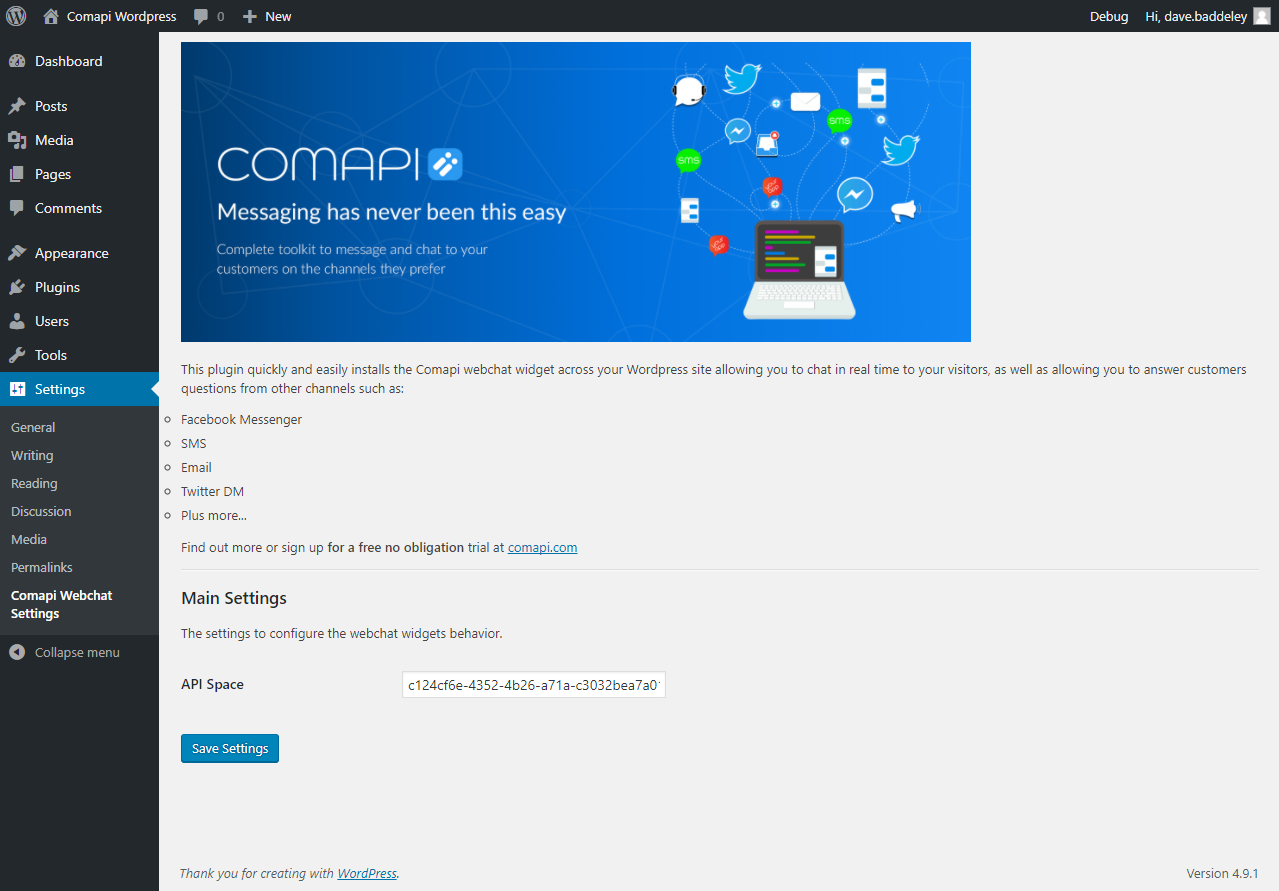 Comapi Wordpress 0 New Debug Hi, dave.baddeley
Dashboard
Posts
Media
Pages
Comments
Appearance
Plugins
Users
Tools
Settings
General
Writing
Reading
Discussion
Media
Permalinks
Comapi Webchat
Settings
Collapse menu
COMAPI
Messaging has never been this easy
Complete toolkit to message and chat to your
customers on the channels they prefer
sms
sms
YOUR APP
YOUR APP
This plugin quickly and easily installs the Comapi webchat widget across your Wordpress site allowing you to chat in real time to your visitors, as well as allowing you to answer customers
questions from other channels such as:
Facebook Messenger
SMS
Email
Twitter DM
Plus more...
Find out more or sign up for a free no obligation trial at comapi.com
Main Settings
The settings to configure the webchat widgets behavior.
API Space c124cf6e-4352-4b26-a71a-c3032bea7a0
Save Settings
Thank you for creating with WordPress. Version 4.9.1